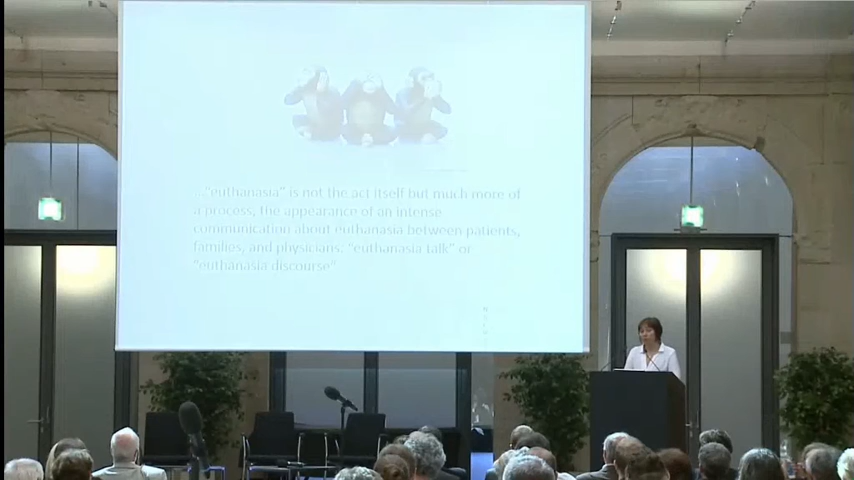 ..."euthanasia" is not the act itself but much more of
a process, the appearance of an intense
communication about euthanasia between patients,
families, and physicians: "euthanasia talk" or
"euthanasia discourse"